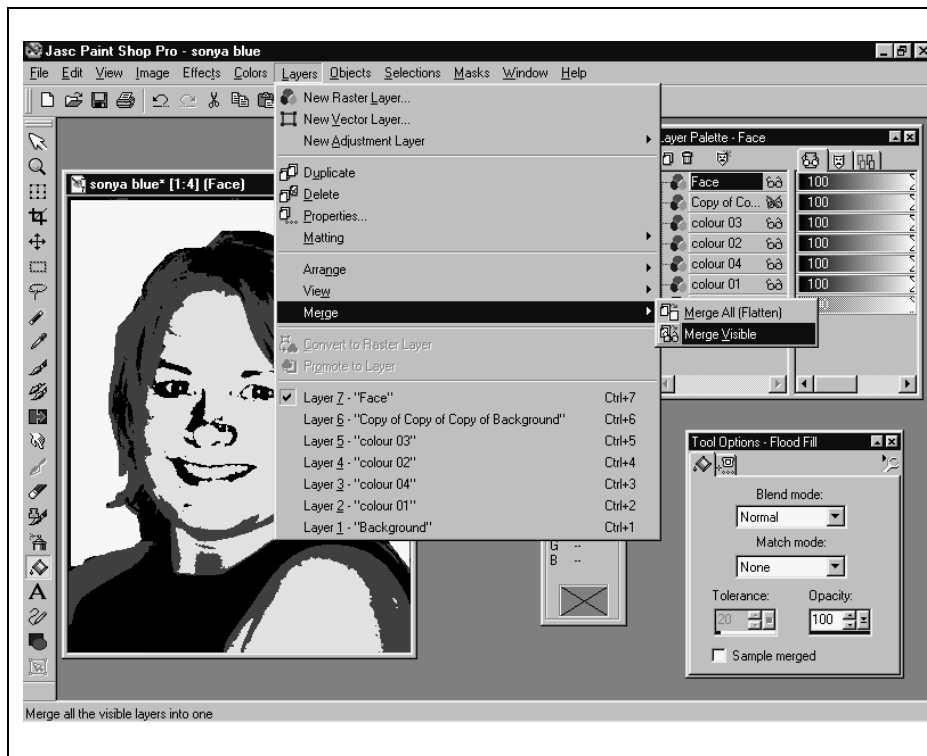 Jasc Paint Shop Pro - sonya blue
File Edit View Image Effects Colors Layers Objects Selections Masks Window Help
New Raster Layer...
New Vector Layer...
New Adjustment Layer
Duplicate
Delete
Properties...
Matting
Arrange
View
Merge
Convert to Raster Layer
Promote to Layer
Layer 7 - "Face" Ctrl+7
Layer 6 - "Copy of Copy of Copy of Background" Ctrl+6
Layer 5 - "colour 03" Ctrl+5
Layer 4 - "colour 02" Ctrl+4
Layer 3 - "colour 04" Ctrl+3
Layer 2 - "colour 01" Ctrl+2
Layer 1 - "Background" Ctrl+1
Merge All (Flatten)
Merge Visible
sonya blue* [1:4] (Face)
Layer Palette - Face
Face 100
Copy of Co... 100
colour 03 100
colour 02 100
colour 04 100
colour 01 100
G --
B --
Tool Options - Flood Fill
Blend mode:
Normal
Match mode:
None
Tolerance: Opacity:
20 100
Sample merged
Merge all the visible layers into one